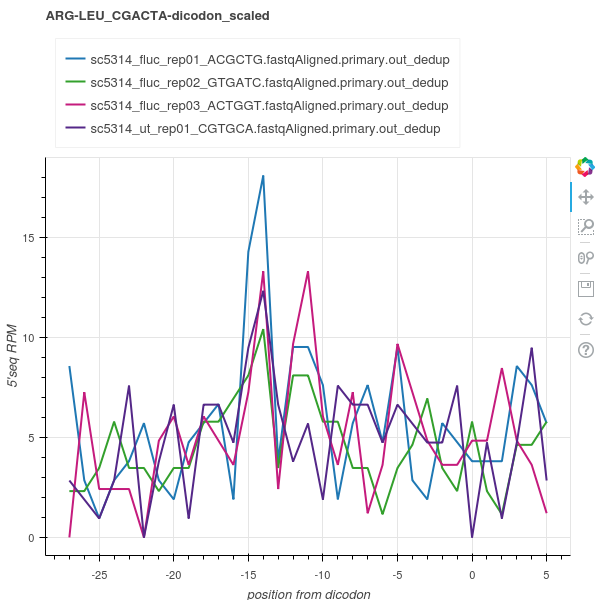 ARG-LEU_CGACTA-dicodon_scaled
sc5314_fluc_rep01_ACGCTG.fastqAligned.primary.out_dedup
sc5314_fluc_rep02_GTGATC.fastqAligned.primary.out_dedup
sc5314_fluc_rep03_ACTGGT.fastqAligned.primary.out_dedup
sc5314_ut_rep01_CGTGCA.fastqAligned.primary.out_dedup
15
10
5
0
5'seq RPM
-25 -20 -15 -10 -5 0 5
position from dicodon